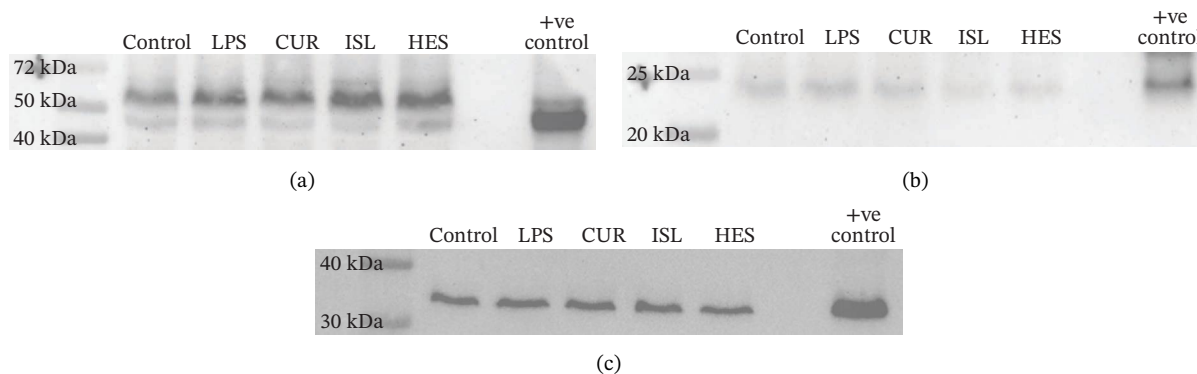 Control LPS CUR ISL HES +ve control
72 kDa
50 kDa
40 kDa
(a)
Control LPS CUR ISL HES +ve control
25 kDa
20 kDa
(b)
Control LPS CUR ISL HES +ve control
40 kDa
30 kDa
(c)